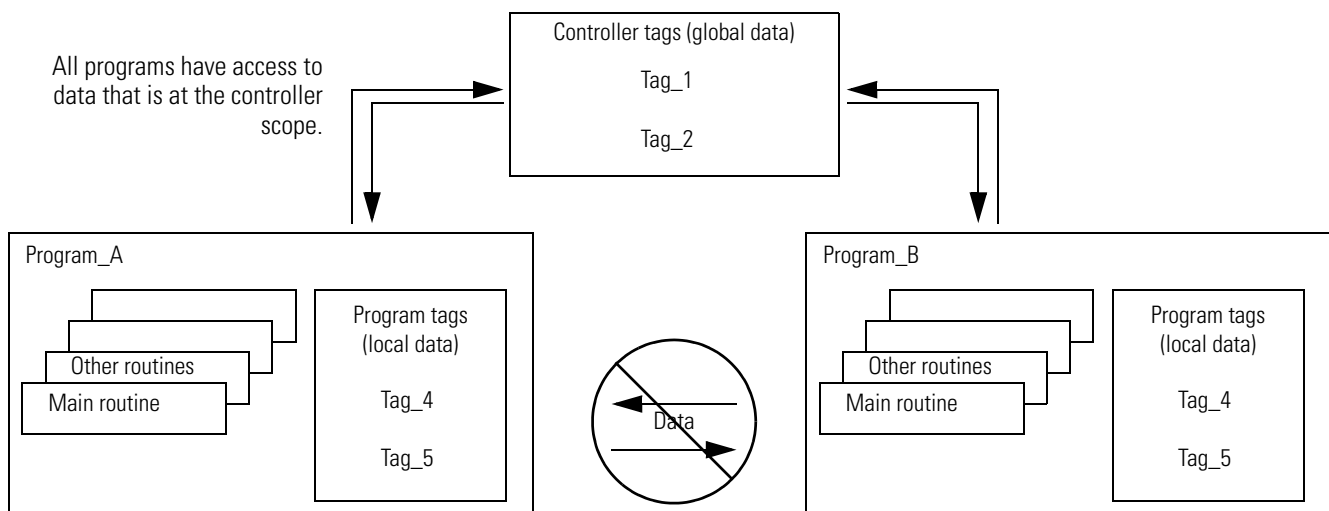 Controller tags (global data)
Tag_1
Tag_2
All programs have access to
data that is at the controller
scope.
Program_A
Other routines
Main routine
Program tags
(local data)
Tag_4
Tag_5
Data
Program_B
Other routines
Main routine
Program tags
(local data)
Tag_4
Tag_5